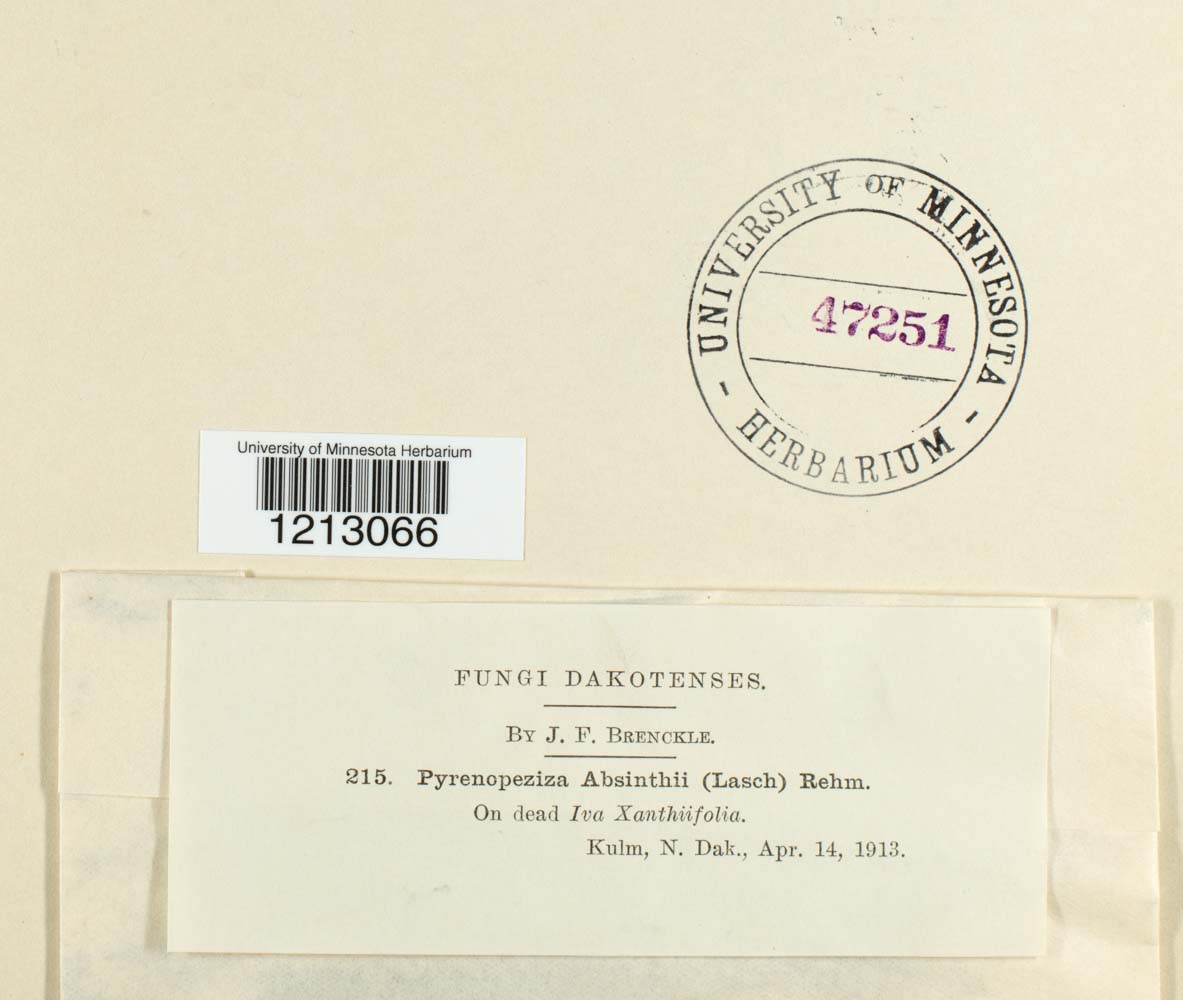 UNIVERSITY OF MINNESOTA
47251
- HERBARIUM -
University of Minnesota Herbarium
1213066
FUNGI DAKOTENSES.
By J. F. Brenckle.
215. Pyrenopeziza Absinthii (Lasch) Rehm.
On dead Iva Xanthiifolia.
Kulm, N. Dak., Apr. 14, 1913.